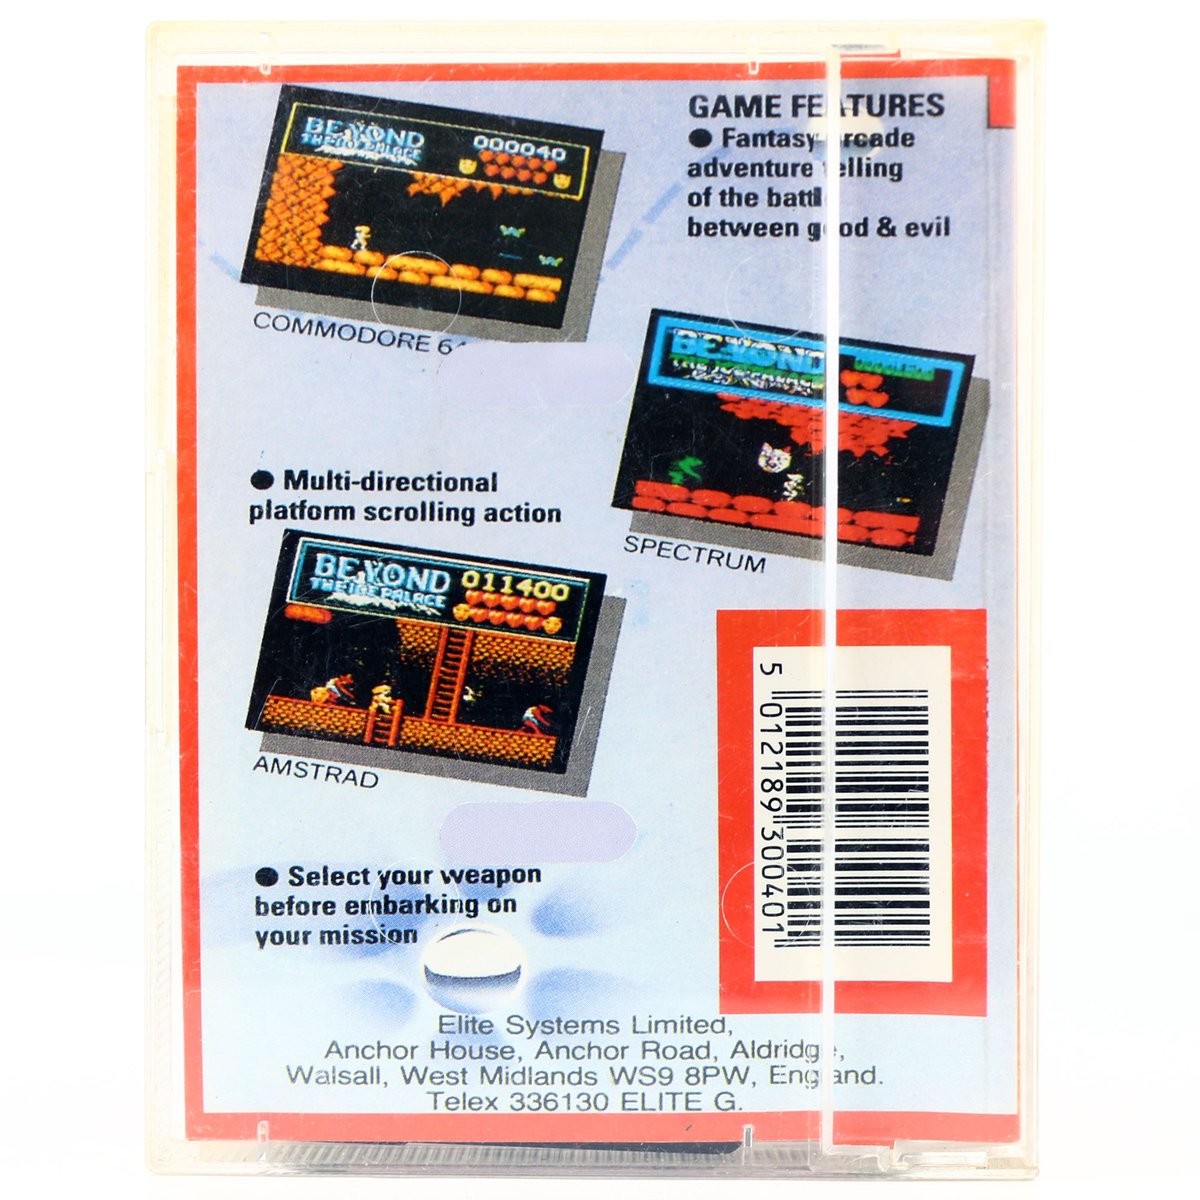 GAME FEATURES
● Fantasy arcade
adventure telling
of the battle
between good & evil
BEYOND
THE ICE PALACE
000040
COMMODORE 64
BEYOND
THE ICE PALACE
SPECTRUM
● Multi-directional
platform scrolling action
BEYOND
THE ICE PALACE
011400
AMSTRAD
5 012189 300401
● Select your weapon
before embarking on
your mission
Elite Systems Limited,
Anchor House, Anchor Road, Aldridge,
Walsall, West Midlands WS9 8PW, England.
Telex 336130 ELITE G.